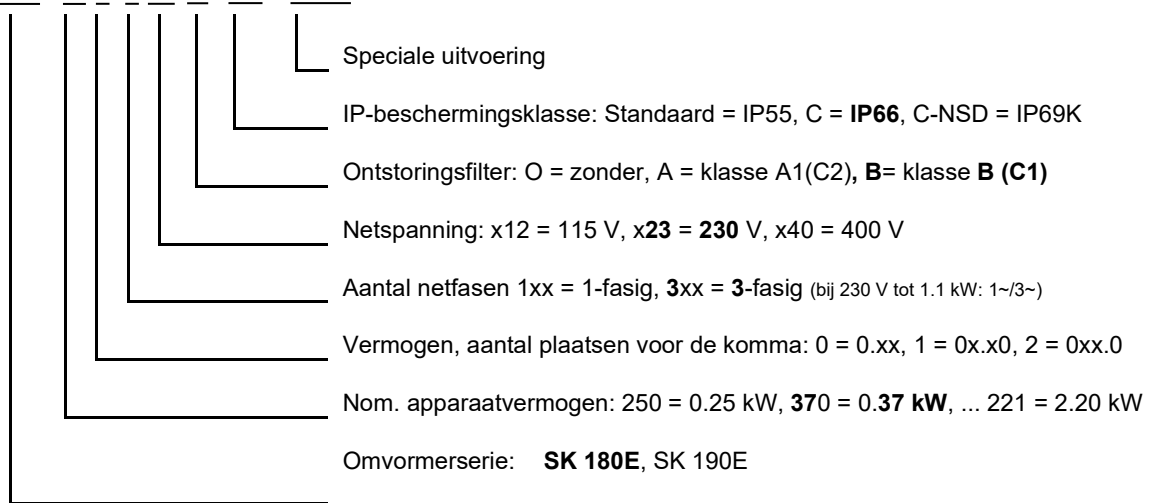 Speciale uitvoering
IP-beschermingsklasse: Standaard = IP55, C = IP66, C-NSD = IP69K
Ontstoringsfilter: O = zonder, A = klasse A1(C2), B= klasse B (C1)
Netspanning: x12 = 115 V, x23 = 230 V, x40 = 400 V
Aantal netfasen 1xx = 1-fasig, 3xx = 3-fasig (bij 230 V tot 1.1 kW: 1~/3~)
Vermogen, aantal plaatsen voor de komma: 0 = 0.xx, 1 = 0x.x0, 2 = 0xx.0
Nom. apparaatvermogen: 250 = 0.25 kW, 370 = 0.37 kW, ... 221 = 2.20 kW
Omvormerserie: SK 180E, SK 190E